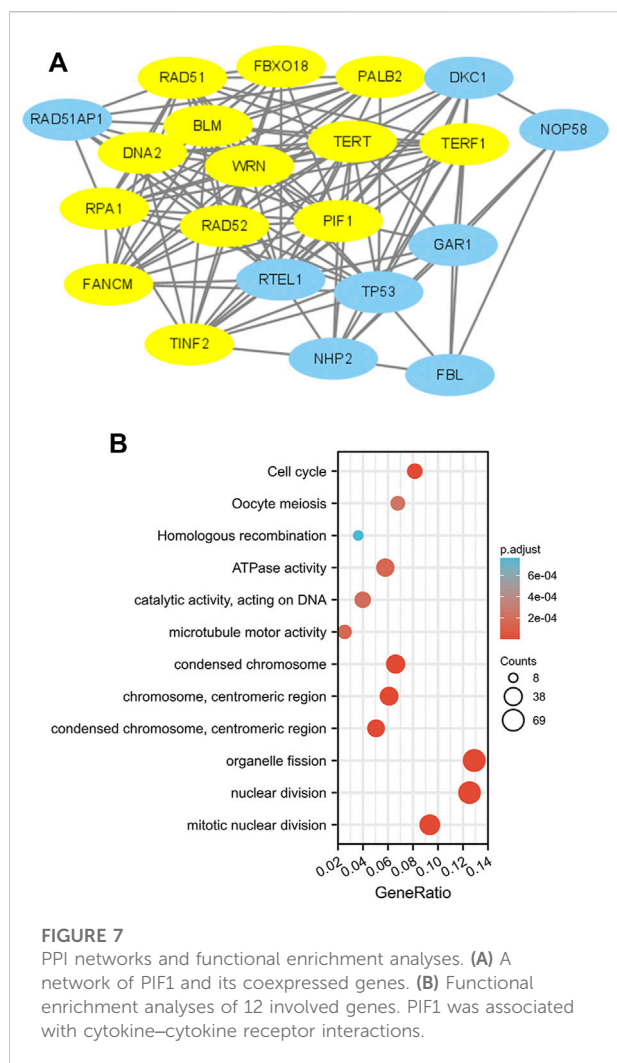 A
FBXO18
RAD51
PALB2
DKC1
RAD51AP1
BLM
NOP58
TERT
TERF1
DNA2
WRN
RPA1
RAD52
PIF1
GAR1
FANCM
RTEL1
TP53
TINF2
NHP2
FBL
B
Cell cycle
Oocyte meiosis
Homologous recombination
ATPase activity
catalytic activity, acting on DNA
microtubule motor activity
condensed chromosome
chromosome, centromeric region
condensed chromosome, centromeric region
organelle fission
nuclear division
mitotic nuclear division
p.adjust
6e-04
4e-04
2e-04
Counts
8
38
69
0.02 0.04 0.06 0.08 0.10 0.12 0.14
GeneRatio
FIGURE 7
PPI networks and functional enrichment analyses. (A) A
network of PIF1 and its coexpressed genes. (B) Functional
enrichment analyses of 12 involved genes. PIF1 was associated
with cytokine–cytokine receptor interactions.